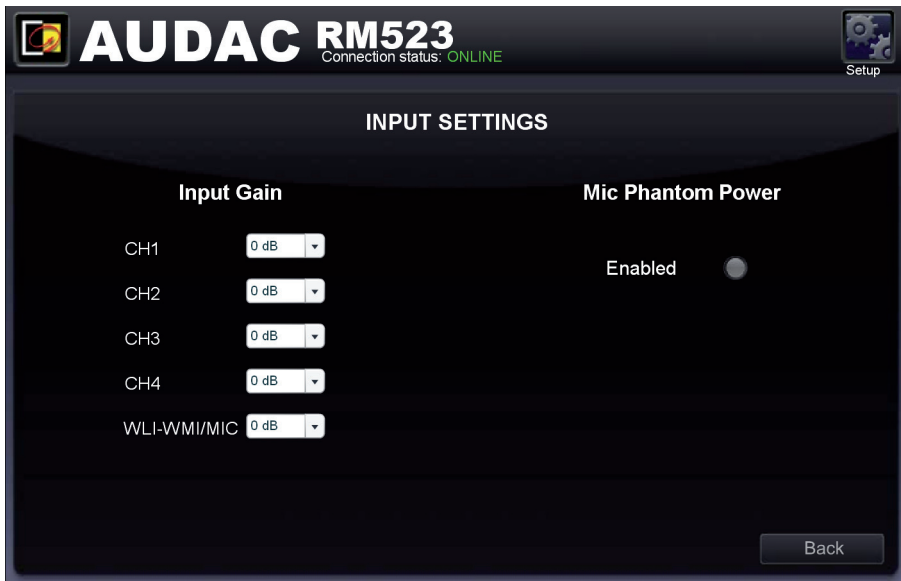 AUDAC RM523
Connection status: ONLINE
Setup
INPUT SETTINGS
Input Gain
CH1 0 dB
CH2 0 dB
CH3 0 dB
CH4 0 dB
WLI-WMI/MIC 0 dB
Mic Phantom Power
Enabled
Back